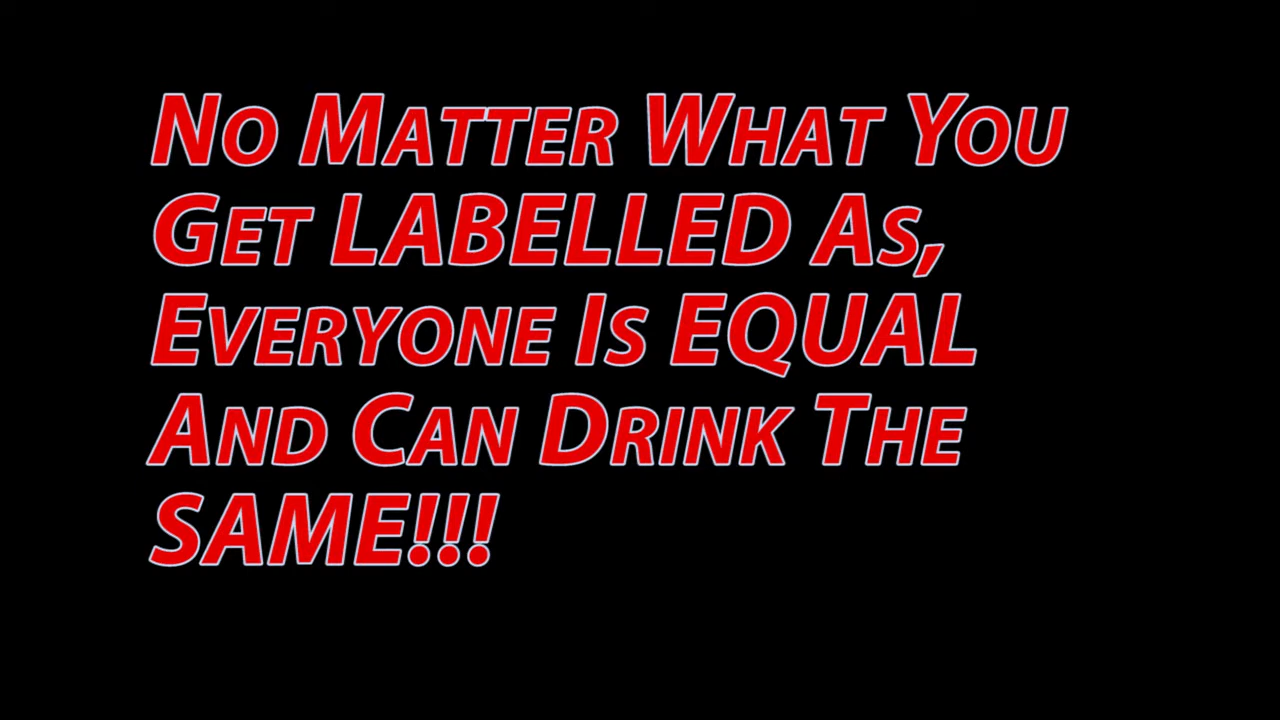 No Matter What You
Get LABELLED As,
Everyone Is EQUAL
And Can Drink The
SAME!!!